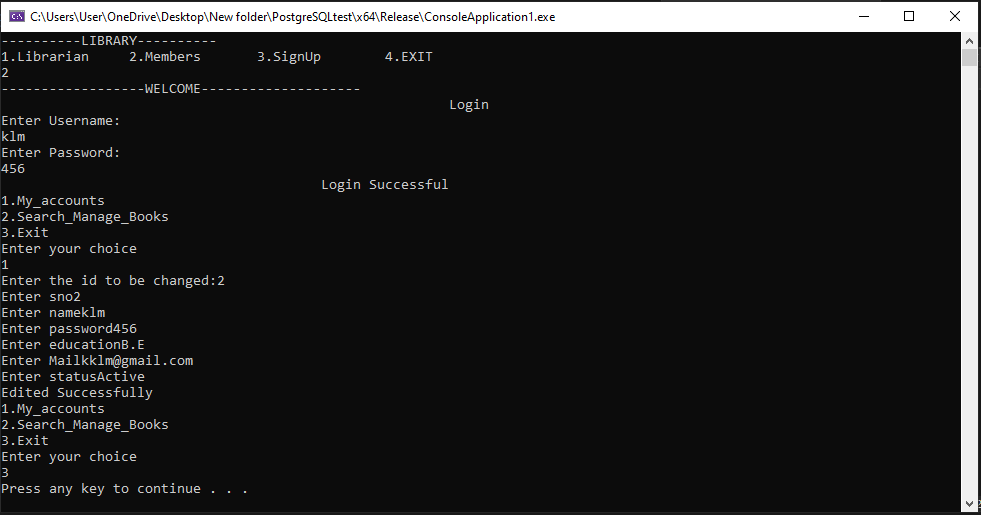 C:\Users\User\OneDrive\Desktop\New folder\PostgreSQLtest\x64\Release\ConsoleApplication1.exe
----------LIBRARY----------
1.Librarian     2.Members       3.SignUp        4.EXIT
2
------------------WELCOME--------------------
Login
Enter Username:
klm
Enter Password:
456
Login Successful
1.My_accounts
2.Search_Manage_Books
3.Exit
Enter your choice
1
Enter the id to be changed:2
Enter sno2
Enter nameklm
Enter password456
Enter educationB.E
Enter Mailkklm@gmail.com
Enter statusActive
Edited Successfully
1.My_accounts
2.Search_Manage_Books
3.Exit
Enter your choice
3
Press any key to continue . . .